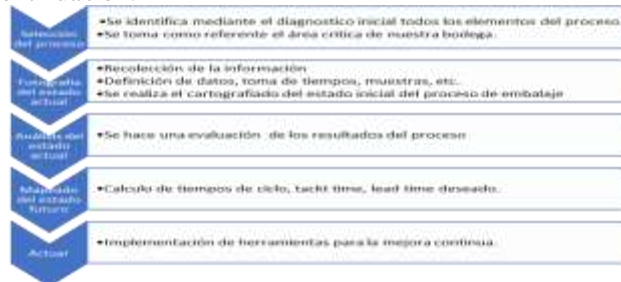 Selección
del proceso
•Se identifica mediante el diagnostico inicial todos los elementos del proceso
•Se toma como referente el área critica de nuestra bodega.
Fotografía
del estado
actual
•Recolección de la información
•Definición de datos, toma de tiempos, muestras, etc.
•Se realiza el cartografiado del estado inicial del proceso de embalaje
Análisis del
estado
actual
•Se hace una evaluación de los resultados del proceso
Mapeado
del estado
futuro
•Calculo de tiempos de ciclo, tackt time, lead time deseado.
Actuar
•Implementación de herramientas para la mejora continua.